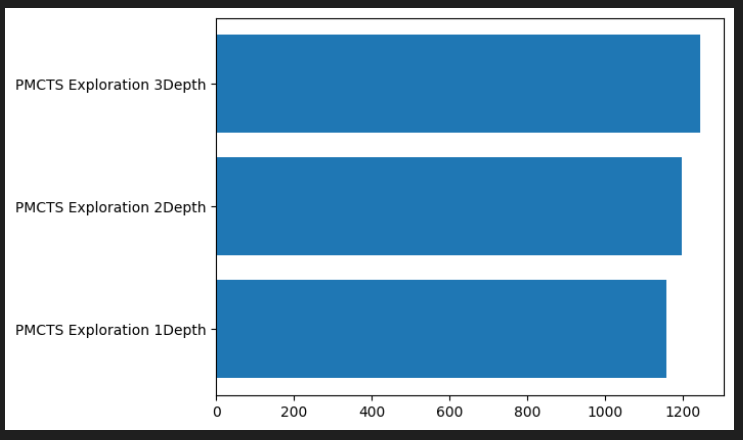 PMCTS Exploration 3Depth
PMCTS Exploration 2Depth
PMCTS Exploration 1Depth
0 200 400 600 800 1000 1200